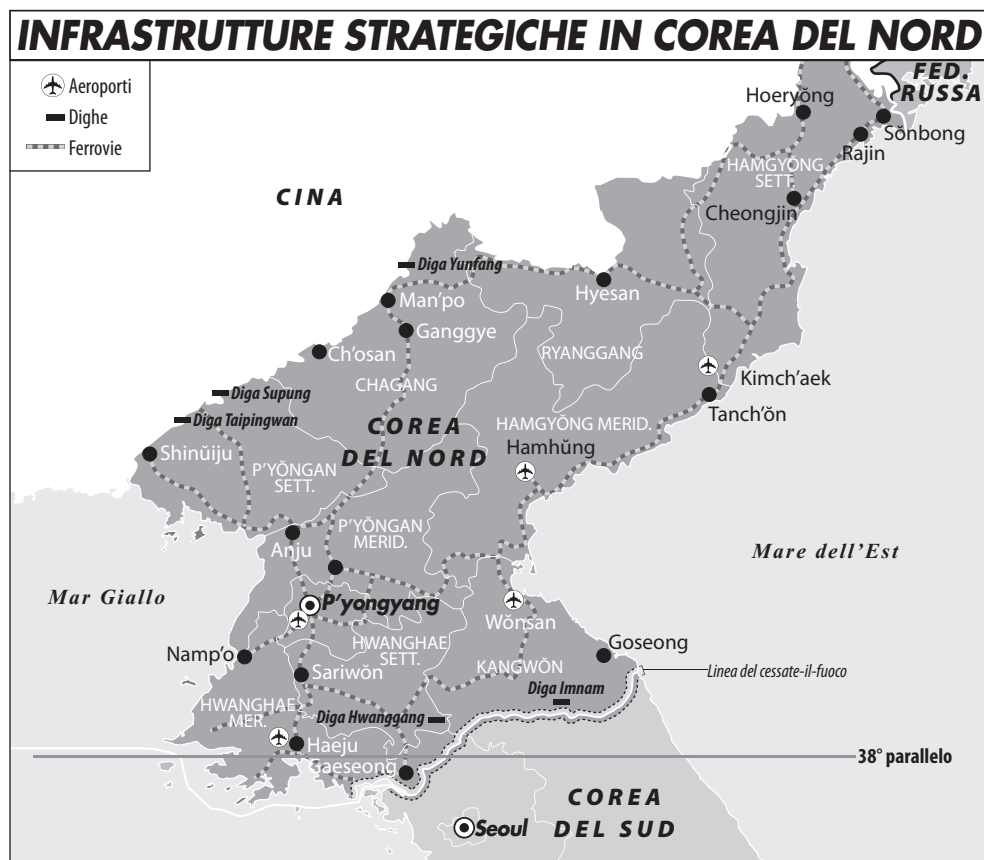 INFRASTRUTTURE STRATEGICHE IN COREA DEL NORD
Aeroporti
Dighe
Ferrovie
FED.
RUSSA
Hoeryŏng
Sŏnbong
Rajin
HAMGYŎNG
SETT.
CINA
Cheongjin
Diga Yunfang
Hyesan
Man'po
Ganggye
Ch'osan
RYANGGANG
CHAGANG
Kimch'aek
Diga Supung
Tanch'ŏn
Diga Taipingwan
COREA
DEL NORD
HAMGYŎNG MERID.
Hamhŭng
Shinŭiju
P'YŎNGAN
SETT.
P'YŎNGAN
MERID.
Anju
Mare dell'Est
Mar Giallo
P'yongyang
Wŏnsan
HWANGHAE
SETT.
Goseong
Namp'o
KANGWŎN
Sariwŏn
Linea del cessate-il-fuoco
Diga Imnam
HWANGHAE
MER.
Diga Hwanggang
Haeju
38° parallelo
Gaeseong
COREA
DEL SUD
Seoul